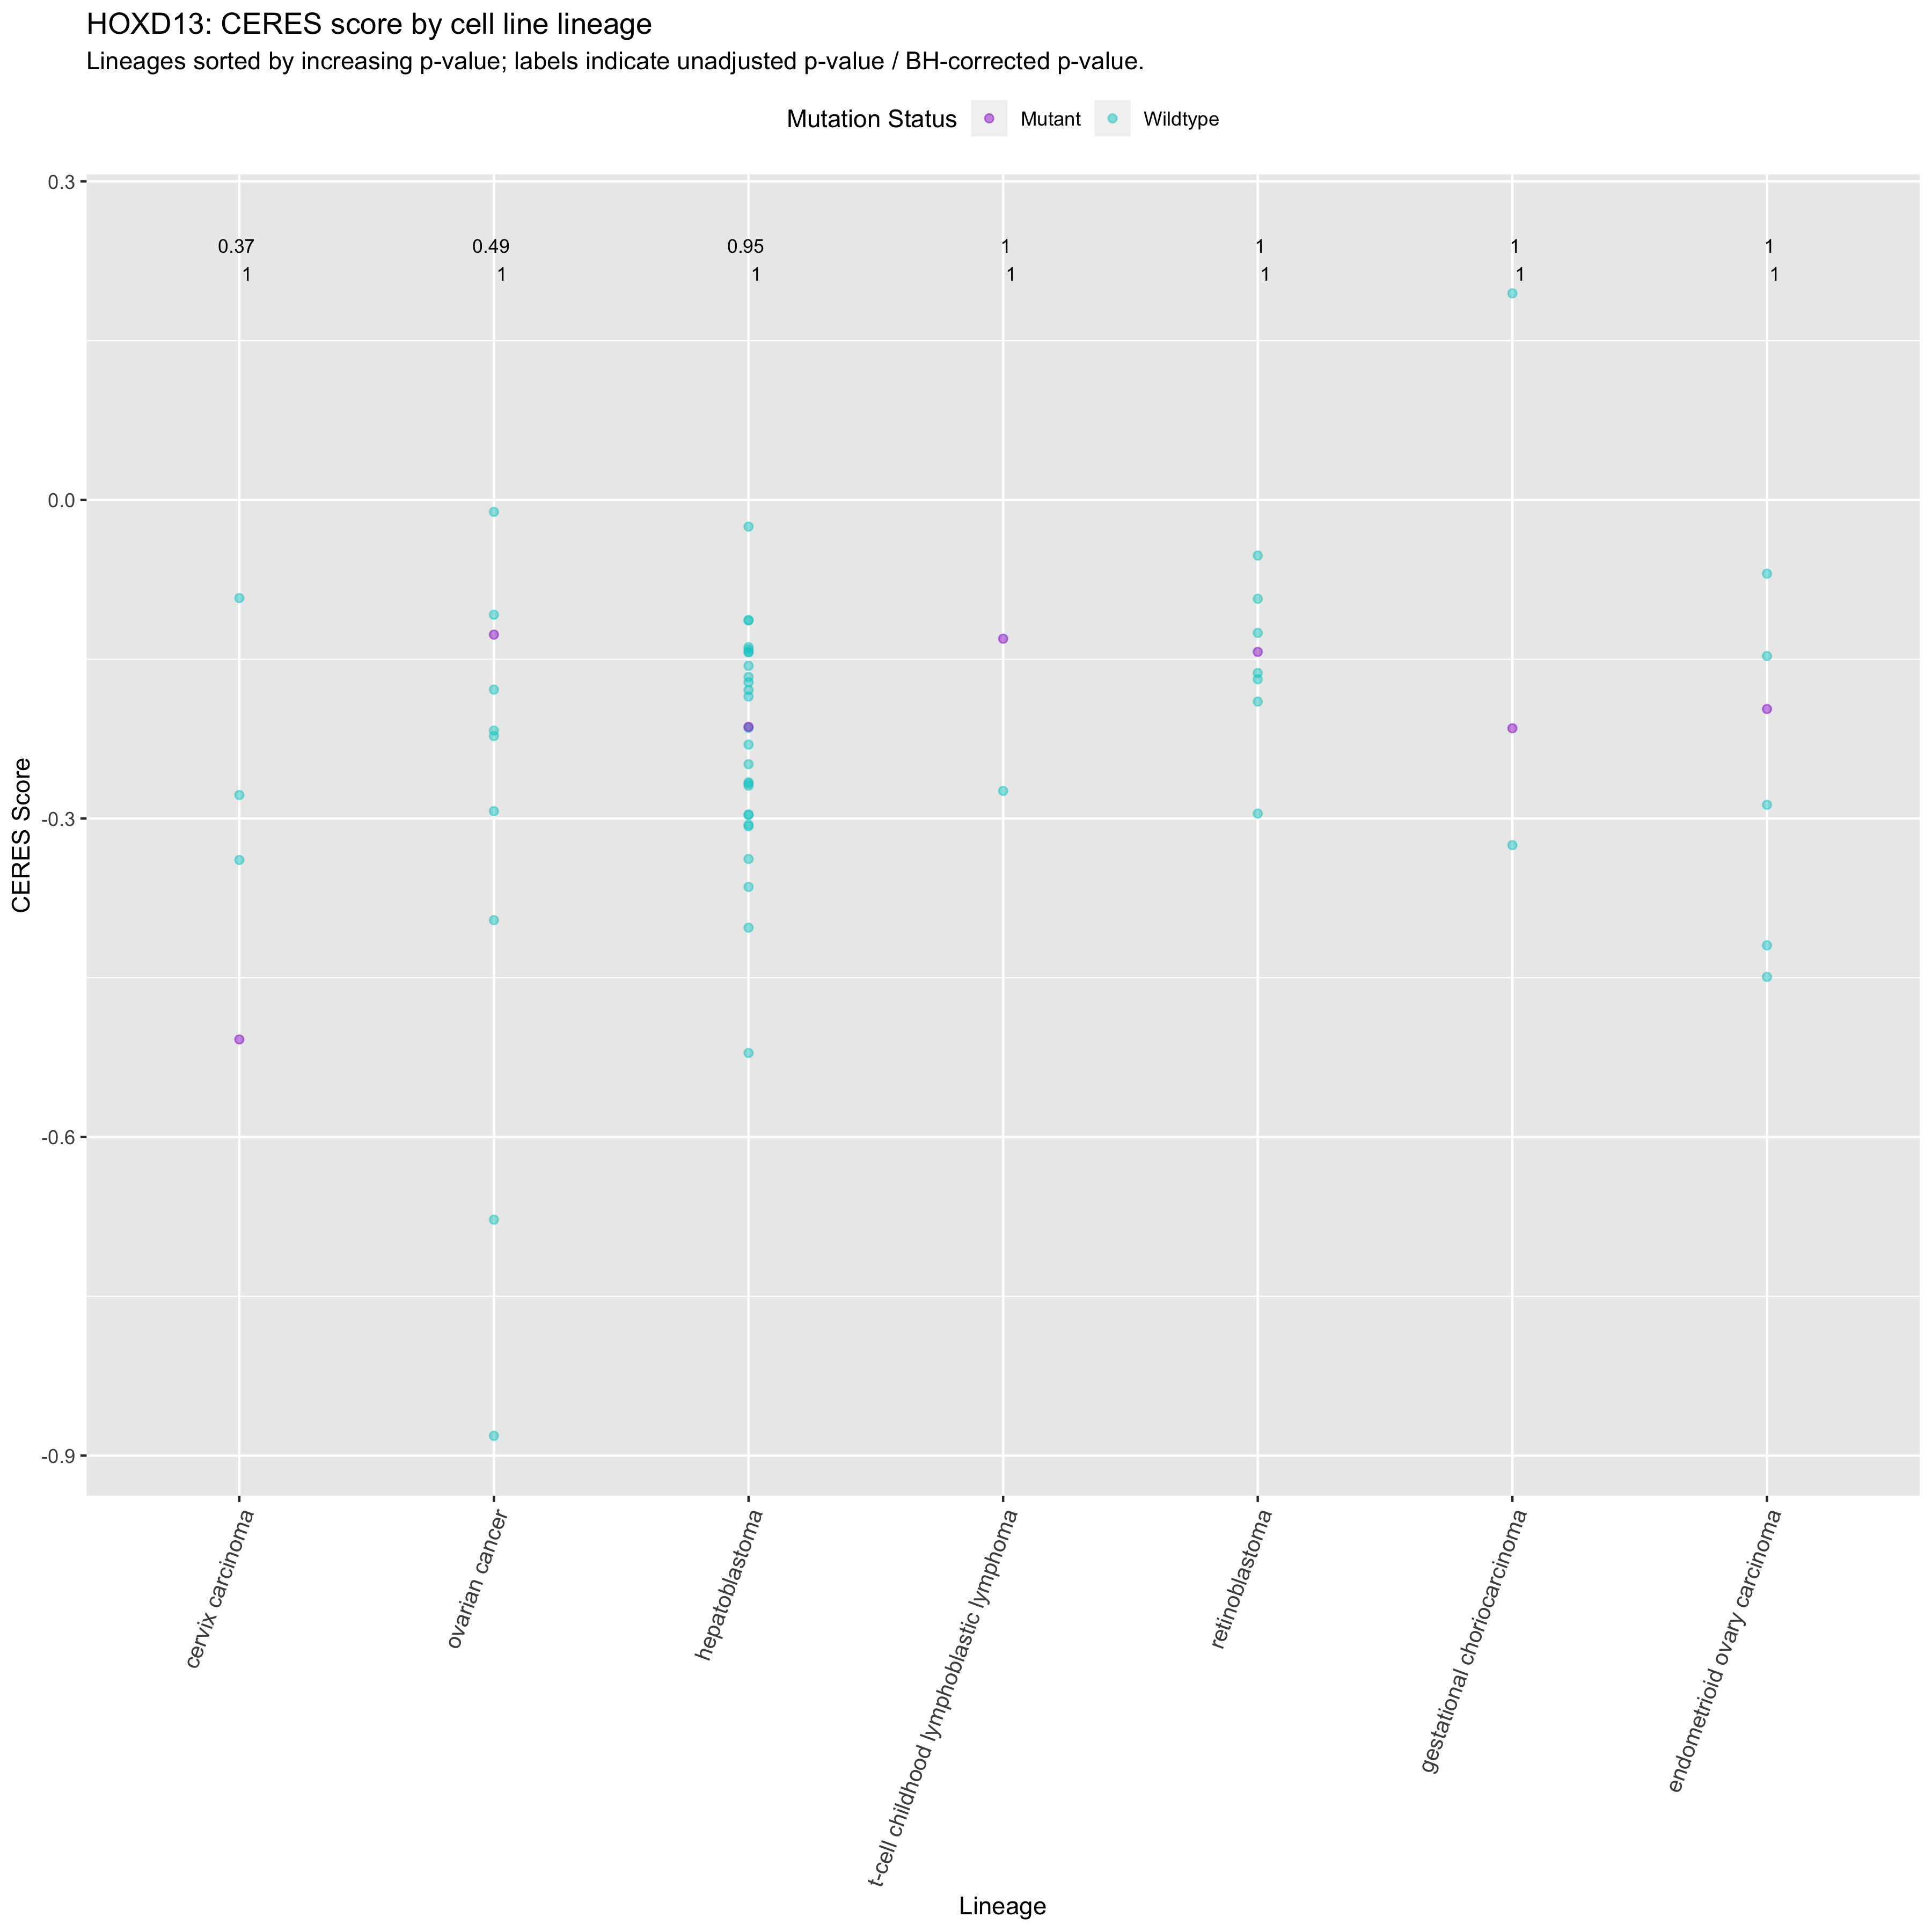 HOXD13: CERES score by cell line lineage
Lineages sorted by increasing p-value; labels indicate unadjusted p-value / BH-corrected p-value.
Mutation Status Mutant Wildtype
0.3
0.37 0.49 0.95 1 1 1 1
1 1 1 1 1 1 1
0.0
-0.3
-0.6
-0.9
CERES Score
cervix carcinoma
ovarian cancer
hepatoblastoma
t-cell childhood lymphoblastic lymphoma
retinoblastoma
gestational choriocarcinoma
endometrioid ovary carcinoma
Lineage